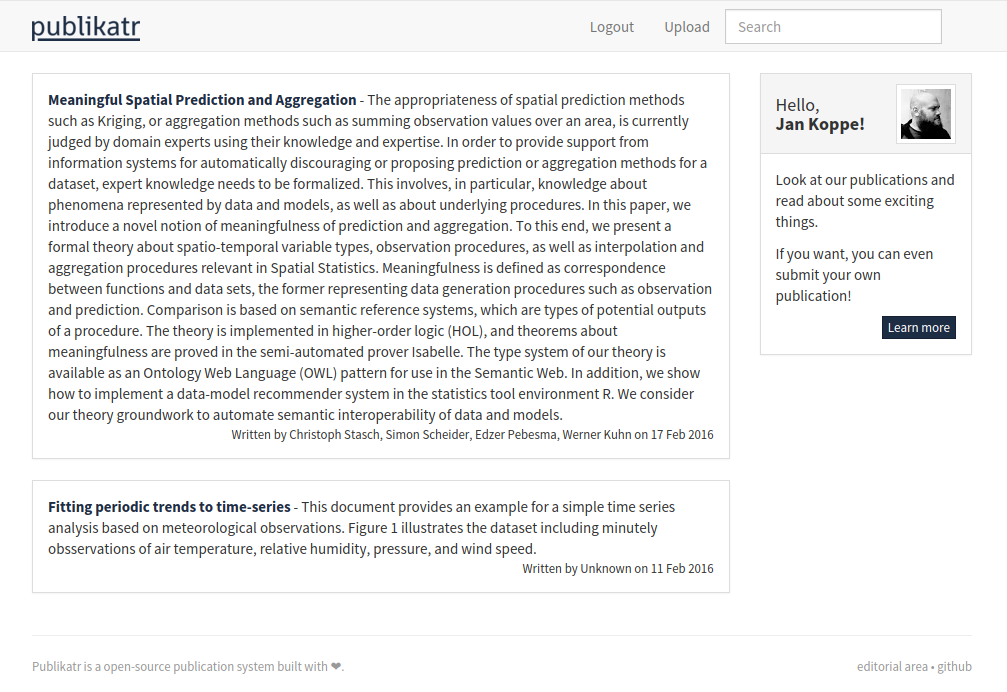 publikatr
Logout Upload Search
Meaningful Spatial Prediction and Aggregation - The appropriateness of spatial prediction methods
such as Kriging, or aggregation methods such as summing observation values over an area, is currently
judged by domain experts using their knowledge and expertise. In order to provide support from
information systems for automatically discouraging or proposing prediction or aggregation methods for a
dataset, expert knowledge needs to be formalized. This involves, in particular, knowledge about
phenomena represented by data and models, as well as about underlying procedures. In this paper, we
introduce a novel notion of meaningfulness of prediction and aggregation. To this end, we present a
formal theory about spatio-temporal variable types, observation procedures, as well as interpolation and
aggregation procedures relevant in Spatial Statistics. Meaningfulness is defined as correspondence
between functions and data sets, the former representing data generation procedures such as observation
and prediction. Comparison is based on semantic reference systems, which are types of potential outputs
of a procedure. The theory is implemented in higher-order logic (HOL), and theorems about
meaningfulness are proved in the semi-automated prover Isabelle. The type system of our theory is
available as an Ontology Web Language (OWL) pattern for use in the Semantic Web. In addition, we show
how to implement a data-model recommender system in the statistics tool environment R. We consider
our theory groundwork to automate semantic interoperability of data and models.
Written by Christoph Stasch, Simon Scheider, Edzer Pebesma, Werner Kuhn on 17 Feb 2016
Fitting periodic trends to time-series - This document provides an example for a simple time series
analysis based on meteorological observations. Figure 1 illustrates the dataset including minutely
obsservations of air temperature, relative humidity, pressure, and wind speed.
Written by Unknown on 11 Feb 2016
Hello,
Jan Koppe!
Look at our publications and
read about some exciting
things.
If you want, you can even
submit your own
publication!
Learn more
Publikatr is a open-source publication system built with ❤.
editorial area • github